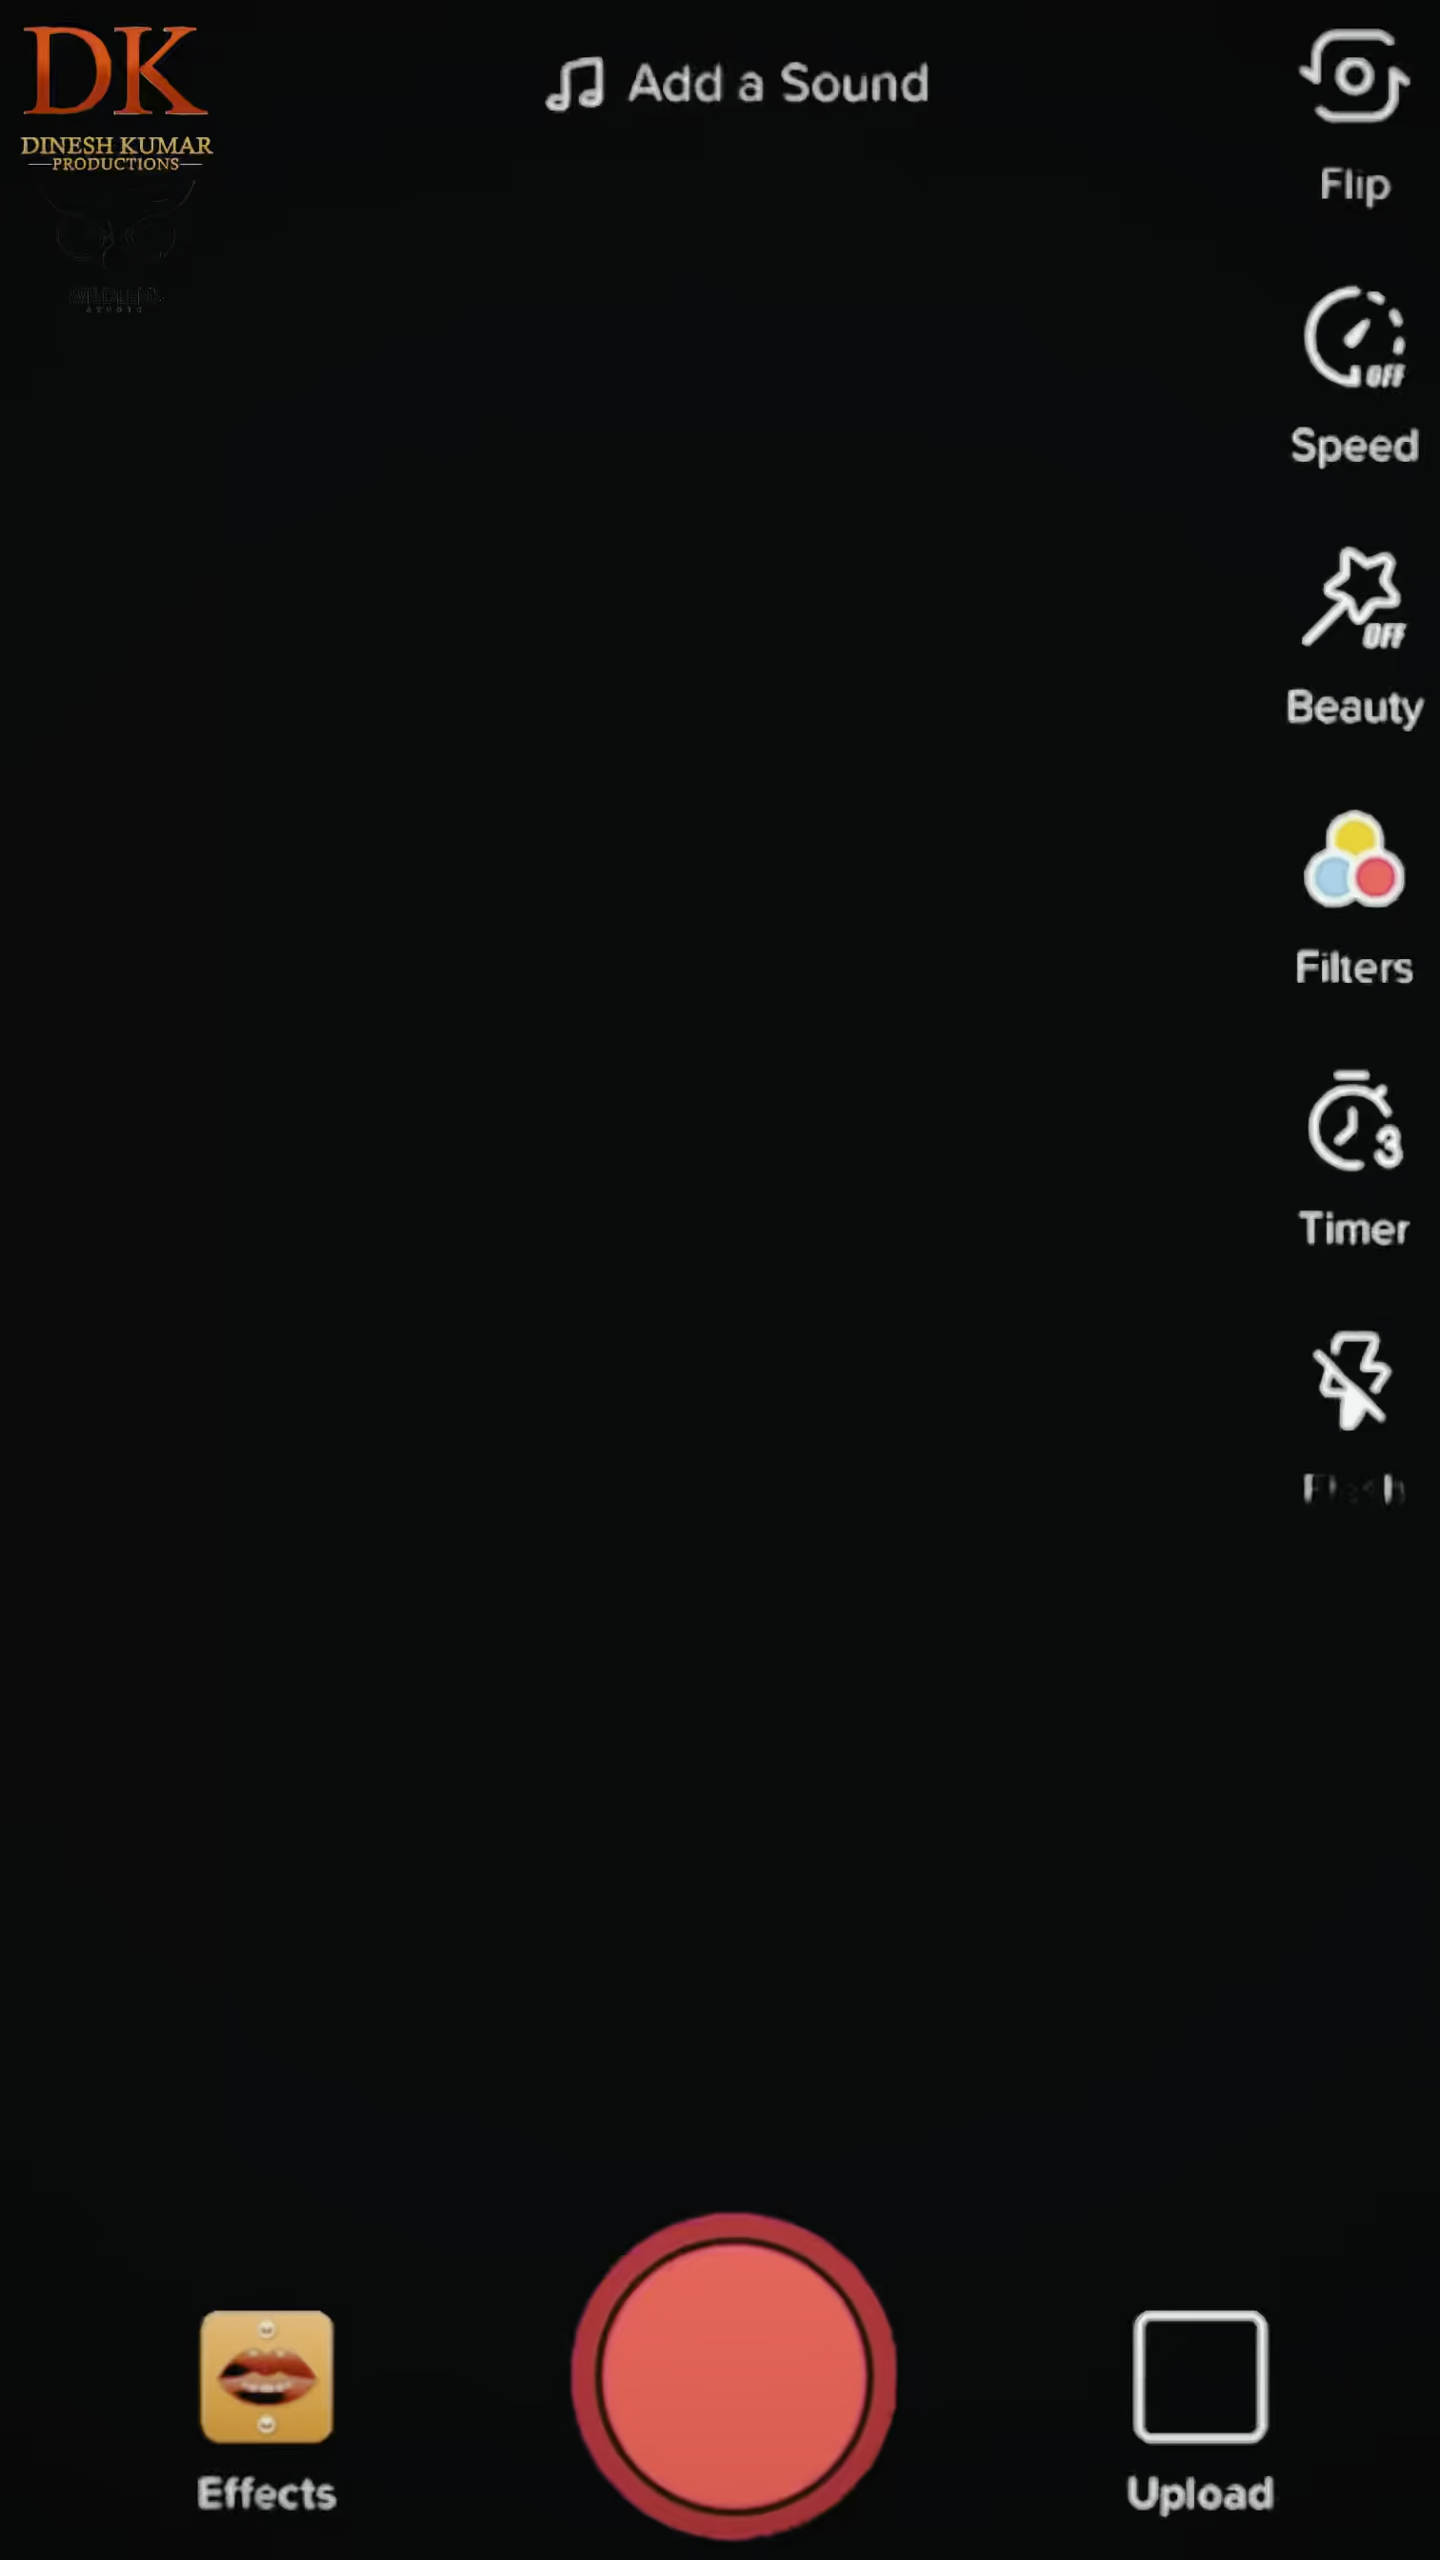 DK
DINESH KUMAR
PRODUCTIONS
Add a Sound
Flip
OFF
Speed
OFF
Beauty
Filters
3
Timer
Effects
Upload